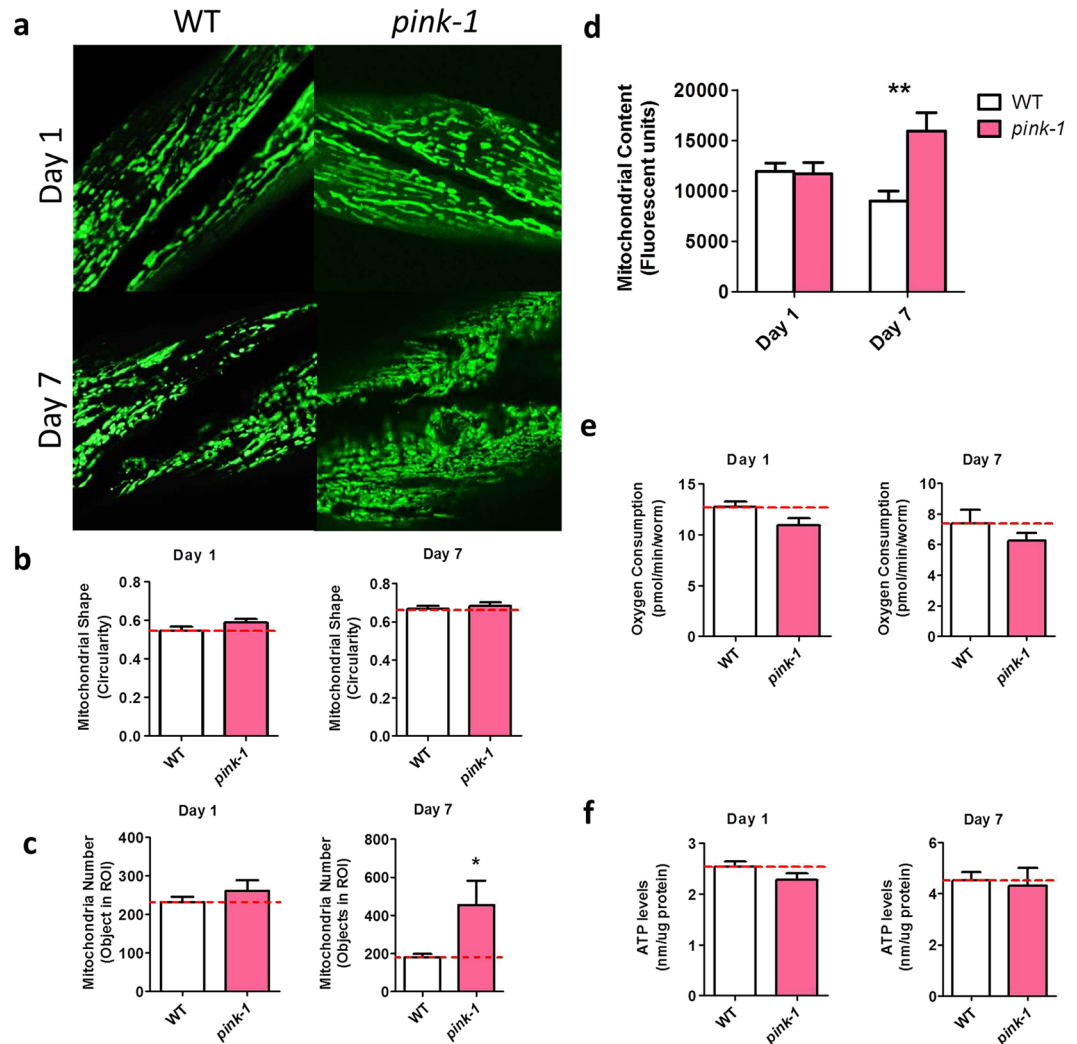 a
WT
pink-1
Day 1
Day 7
b
Day 1
Mitochondrial Shape
(Circularity)
0.8
0.6
0.4
0.2
0.0
WT
pink-1
Day 7
Mitochondrial Shape
(Circularity)
0.8
0.6
0.4
0.2
0.0
WT
pink-1
c
Day 1
Mitochondria Number
(Object in ROI)
400
300
200
100
0
WT
pink-1
Day 7
Mitochondria Number
(Objects in ROI)
800
600
400
200
0
*
WT
pink-1
d
Mitochondrial Content
(Fluorescent units)
20000
15000
10000
5000
0
**
Day 1
Day 7
WT
pink-1
e
Day 1
Oxygen Consumption
(pmol/min/worm)
15
10
5
0
WT
pink-1
Day 7
Oxygen Consumption
(pmol/min/worm)
10
8
6
4
2
0
WT
pink-1
f
Day 1
ATP levels
(nm/ug protein)
3
2
1
0
WT
pink-1
Day 7
ATP levels
(nm/ug protein)
6
4
2
0
WT
pink-1